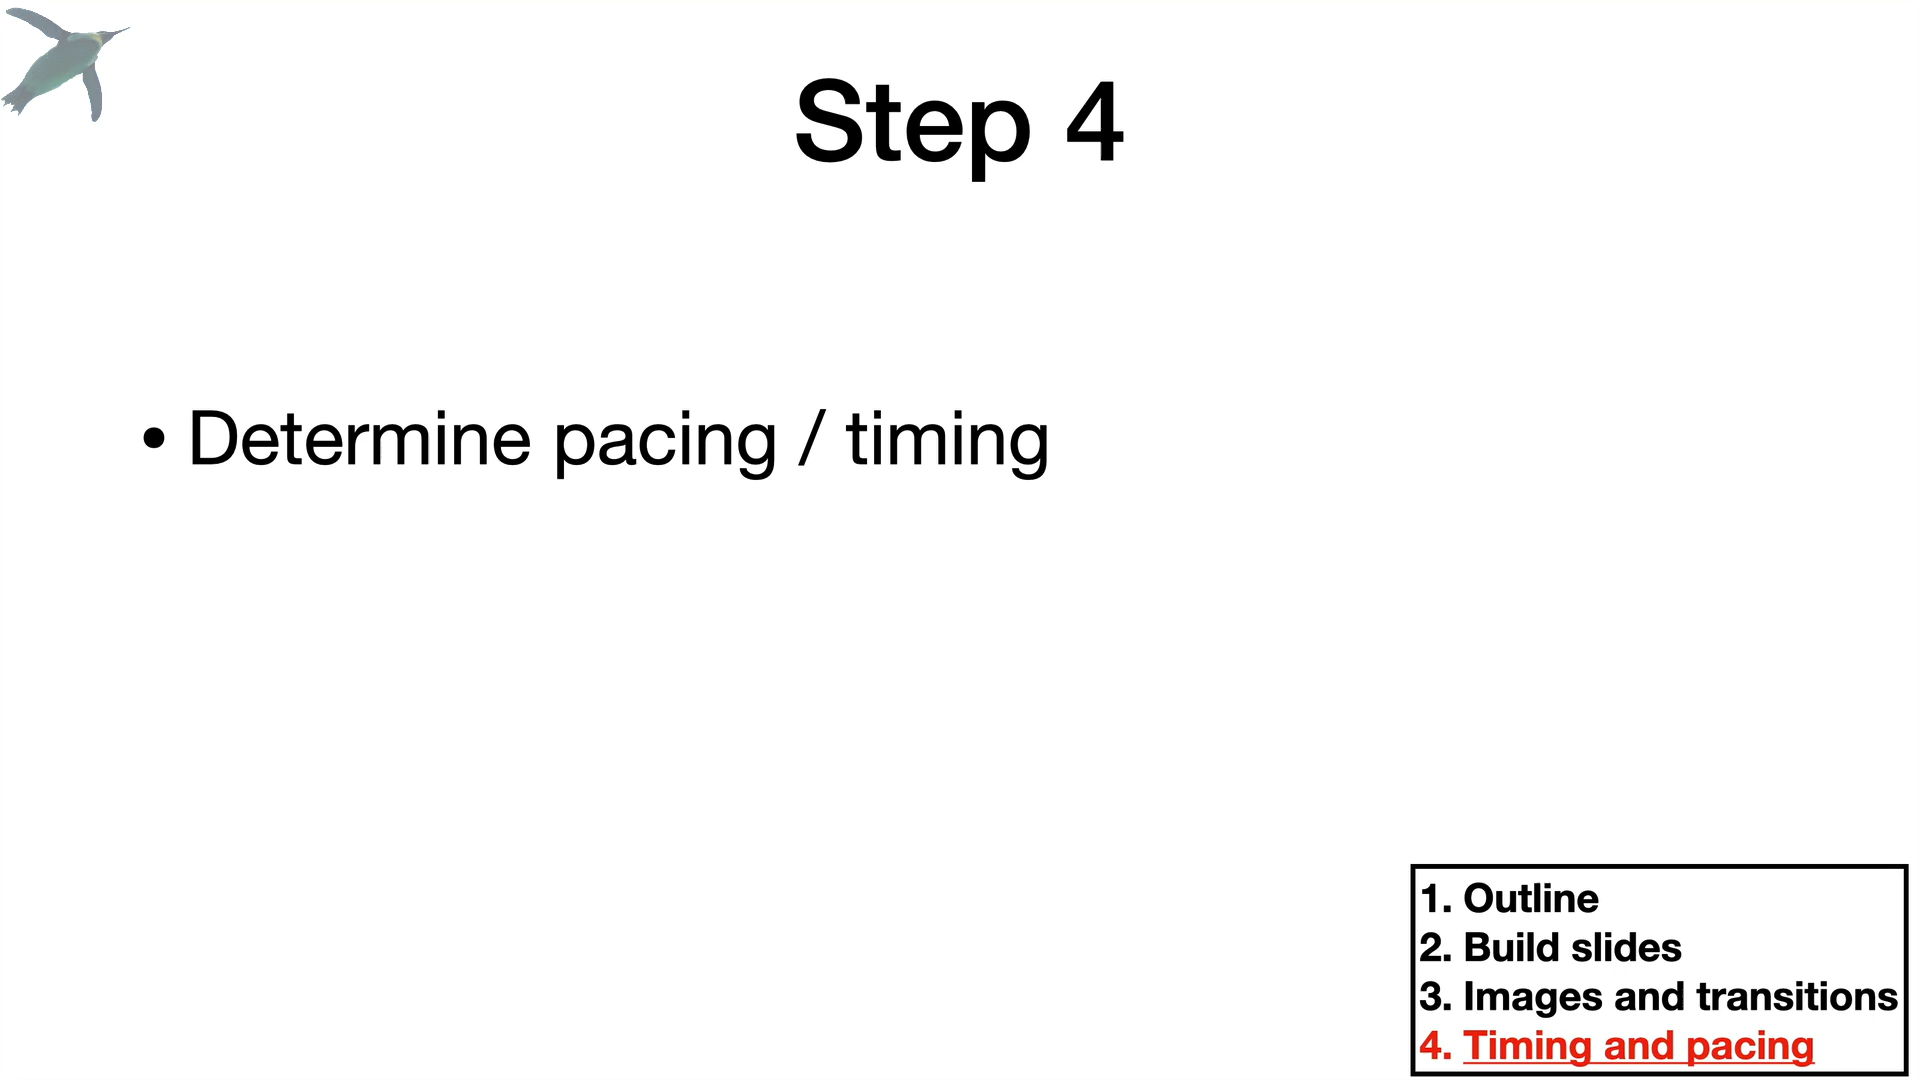 Step 4
• Determine pacing / timing
1. Outline
2. Build slides
3. Images and transitions
4. Timing and pacing